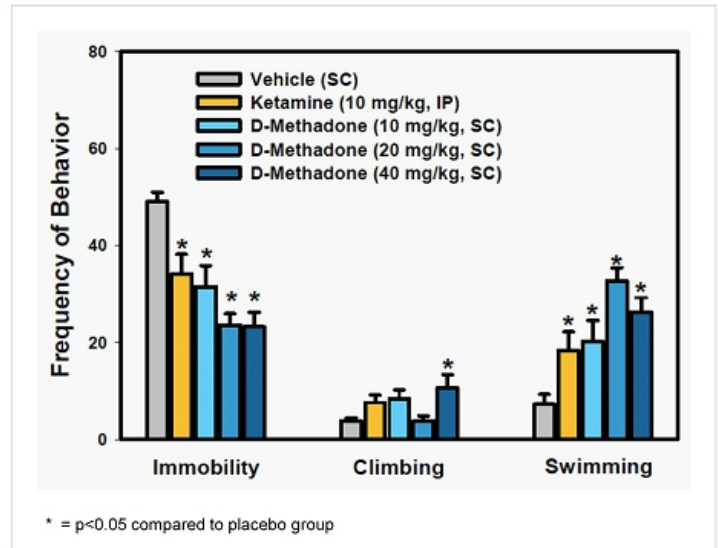 80
60
40
20
0
Frequency of Behavior
Vehicle (SC)
Ketamine (10 mg/kg, IP)
D-Methadone (10 mg/kg, SC)
D-Methadone (20 mg/kg, SC)
D-Methadone (40 mg/kg, SC)
* * * *
*
* * * *
Immobility Climbing Swimming
* = p<0.05 compared to placebo group